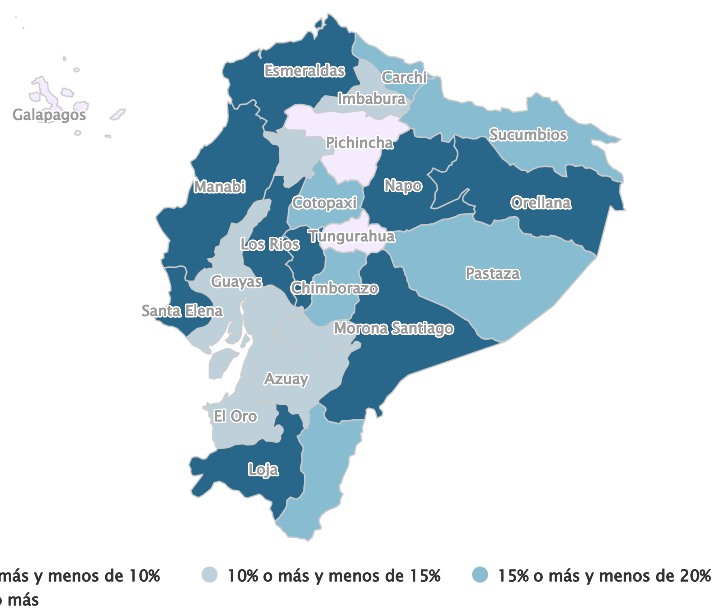 Esmeraldas
Carchi
Imbabura
Galapagos
Pichincha
Sucumbios
Manabi
Napo
Cotopaxi
Orellana
Los Ríos
Tungurahua
Guayas
Pastaza
Chimborazo
Santa Elena
Morona Santiago
Azuay
El Oro
Loja
más y menos de 10%
10% o más y menos de 15%
15% o más y menos de 20%
o más